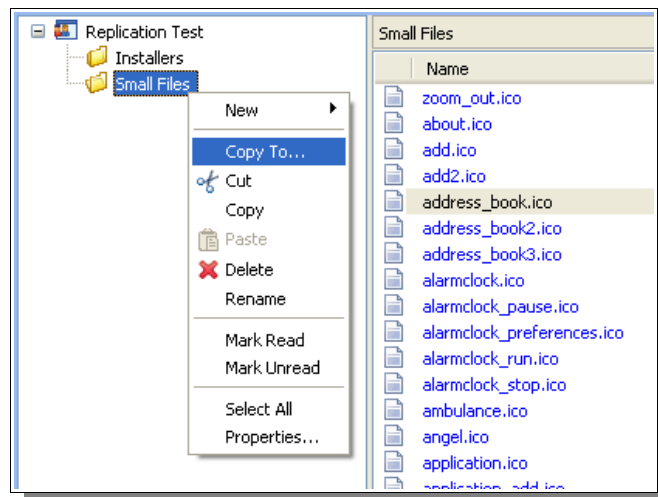 Replication Test
Installers
Small Files
New
Copy To...
Cut
Copy
Paste
Delete
Rename
Mark Read
Mark Unread
Select All
Properties...
Small Files
Name
zoom_out.ico
about.ico
add.ico
add2.ico
address_book.ico
address_book2.ico
address_book3.ico
alarmclock.ico
alarmclock_pause.ico
alarmclock_preferences.ico
alarmclock_run.ico
alarmclock_stop.ico
ambulance.ico
angel.ico
application.ico
application_add.ico